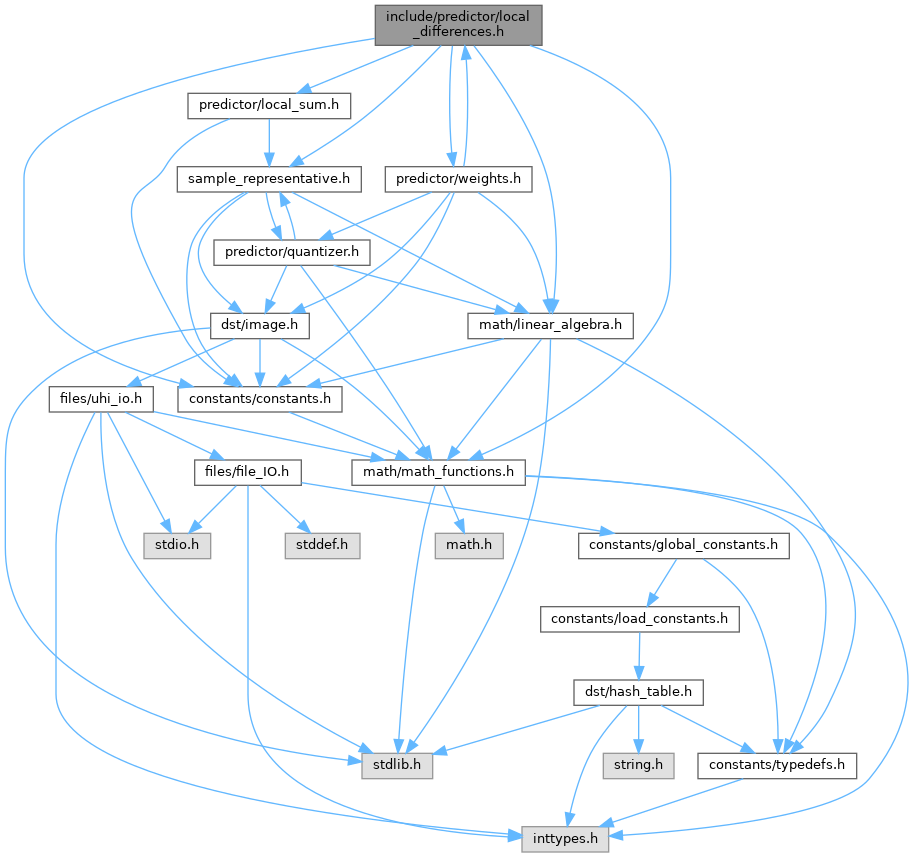 include/predictor/local
_differences.h
predictor/local_sum.h
sample_representative.h
predictor/weights.h
predictor/quantizer.h
dst/image.h
math/linear_algebra.h
files/uhi_io.h
constants/constants.h
files/file_IO.h
math/math_functions.h
stdio.h
stddef.h
math.h
constants/global_constants.h
constants/load_constants.h
dst/hash_table.h
stdlib.h
string.h
constants/typedefs.h
inttypes.h